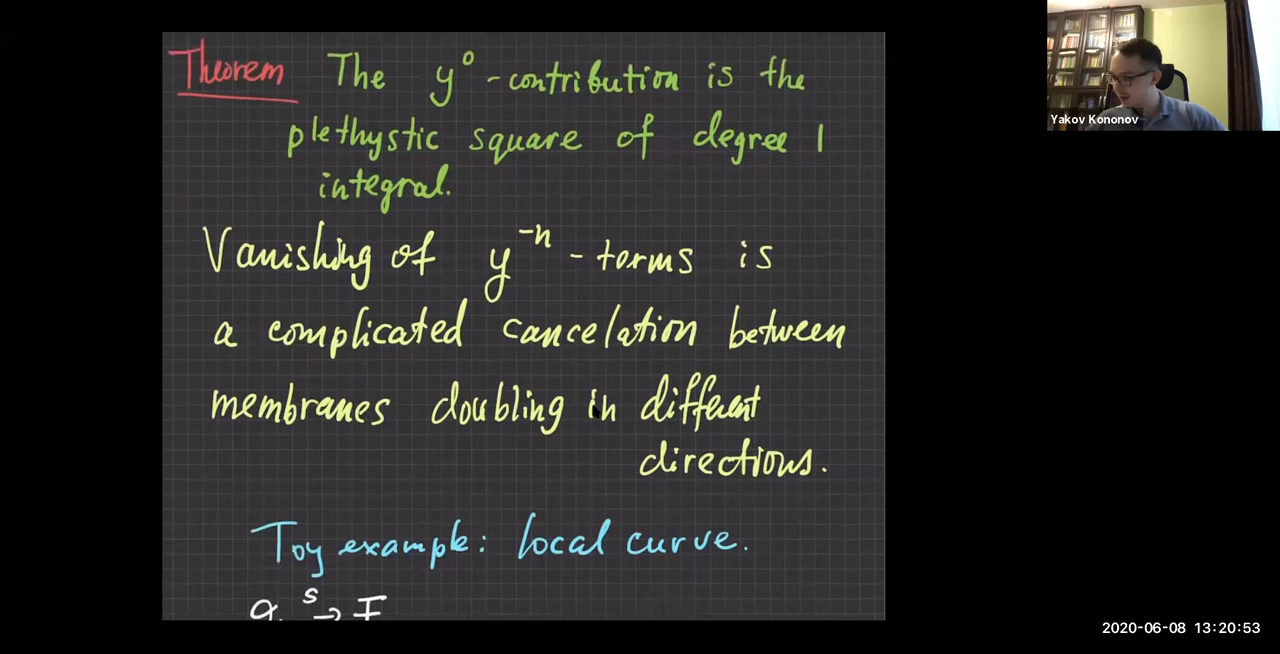 Theorem The y⁰-contribution is the
plethystic square of degree 1
integral.
Vanishing of y⁻ⁿ-terms is
a complicated cancelation between
membranes doubling in different
directions.
Toy example: local curve.
Yakov Kononov
2020-06-08 13:20:53